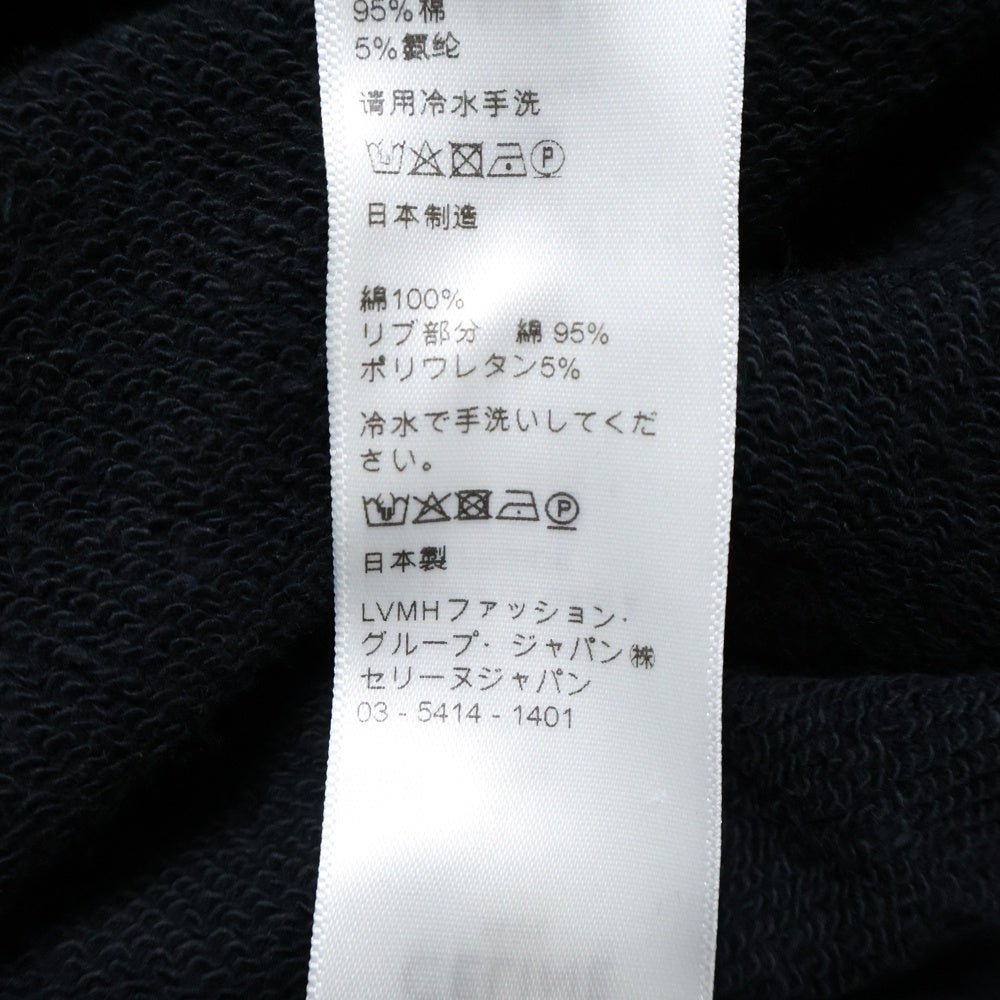 95%棉
5%氨纶
请用冷水手洗
P
日本制造
綿100%
リブ部分 綿 95%
ポリウレタン5%
冷水で手洗いしてくだ
さい。
P
日本製
LVMHファッション·
グループ· ジャパン㈱
セリーヌジャパン
03 - 5414 - 1401